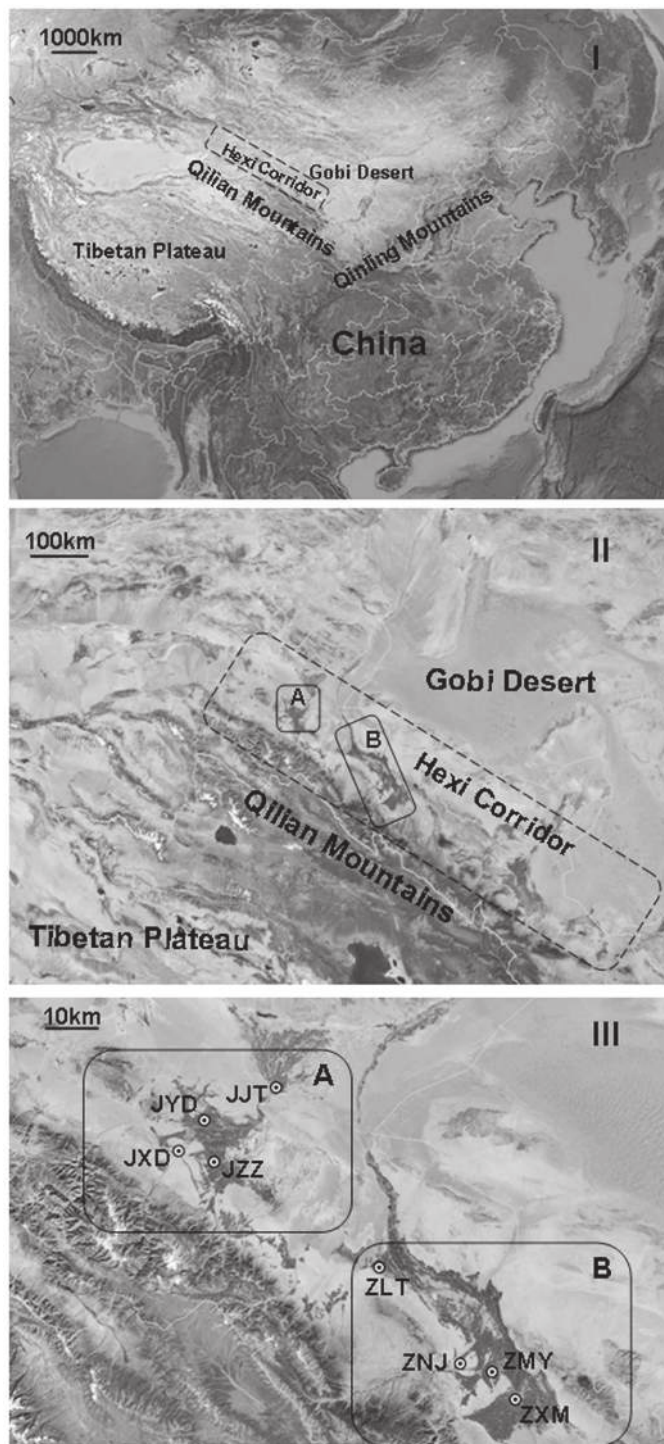 1000km
I
Hexi Corridor
Gobi Desert
Qilian Mountains
Qinling Mountains
Tibetan Plateau
China
100km
II
Gobi Desert
A
B
Hexi Corridor
Qilian Mountains
Tibetan Plateau
10km
III
A
JJT
JYD
JXD
JZZ
B
ZLT
ZNJ
ZMY
ZXM